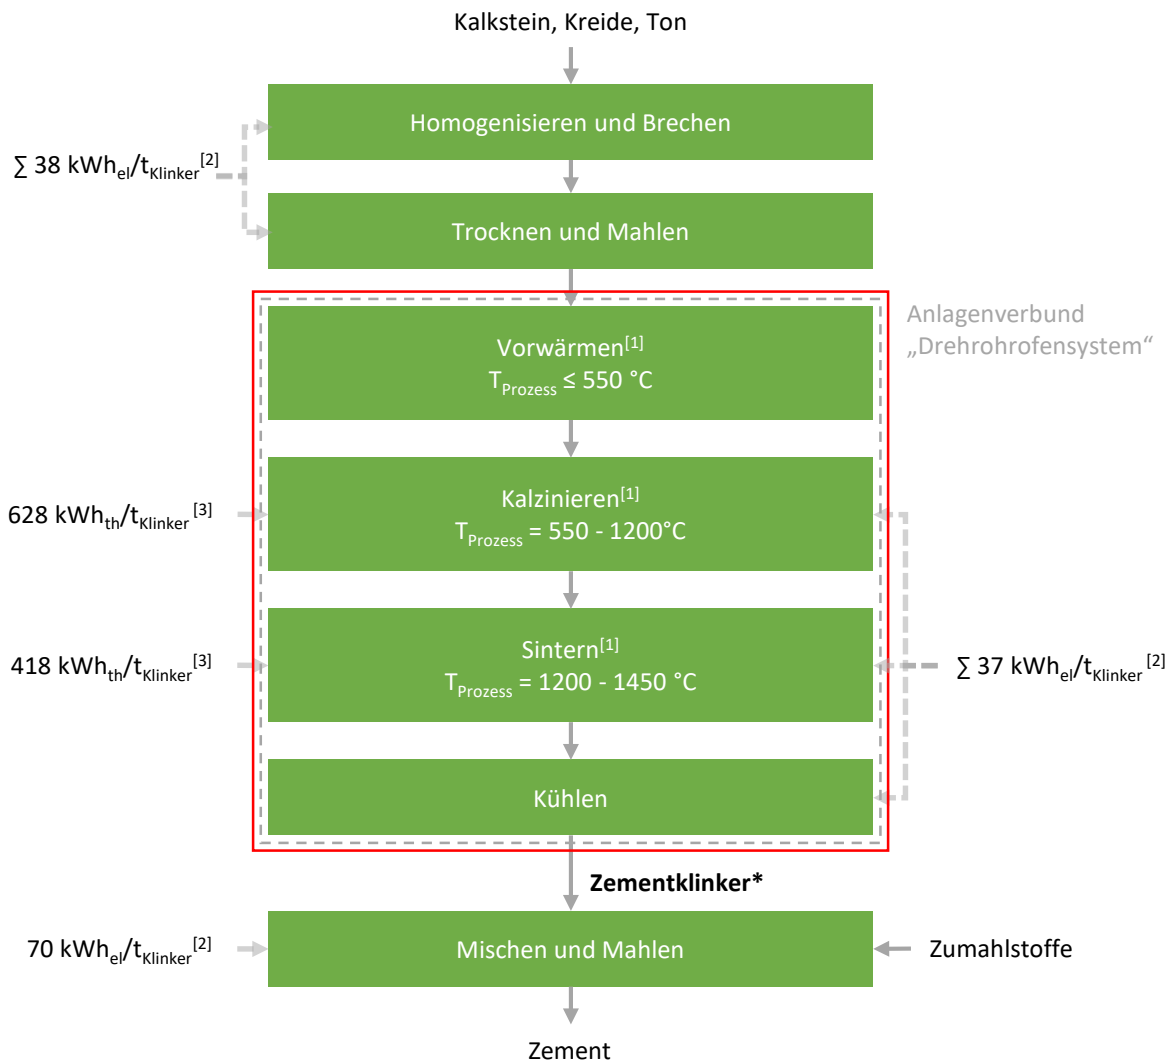 Kalkstein, Kreide, Ton
Homogenisieren und Brechen
∑ 38 kWhel/tKlinker[2]
Trocknen und Mahlen
Anlagenverbund
„Drehrohrofensystem“
Vorwärmen[1]
TProzess ≤ 550 °C
Kalzinieren[1]
TProzess = 550 - 1200°C
628 kWhth/tKlinker[3]
Sintern[1]
TProzess = 1200 - 1450 °C
418 kWhth/tKlinker[3]
∑ 37 kWhel/tKlinker[2]
Kühlen
Zementklinker*
70 kWhel/tKlinker[2]
Mischen und Mahlen
Zumahlstoffe
Zement